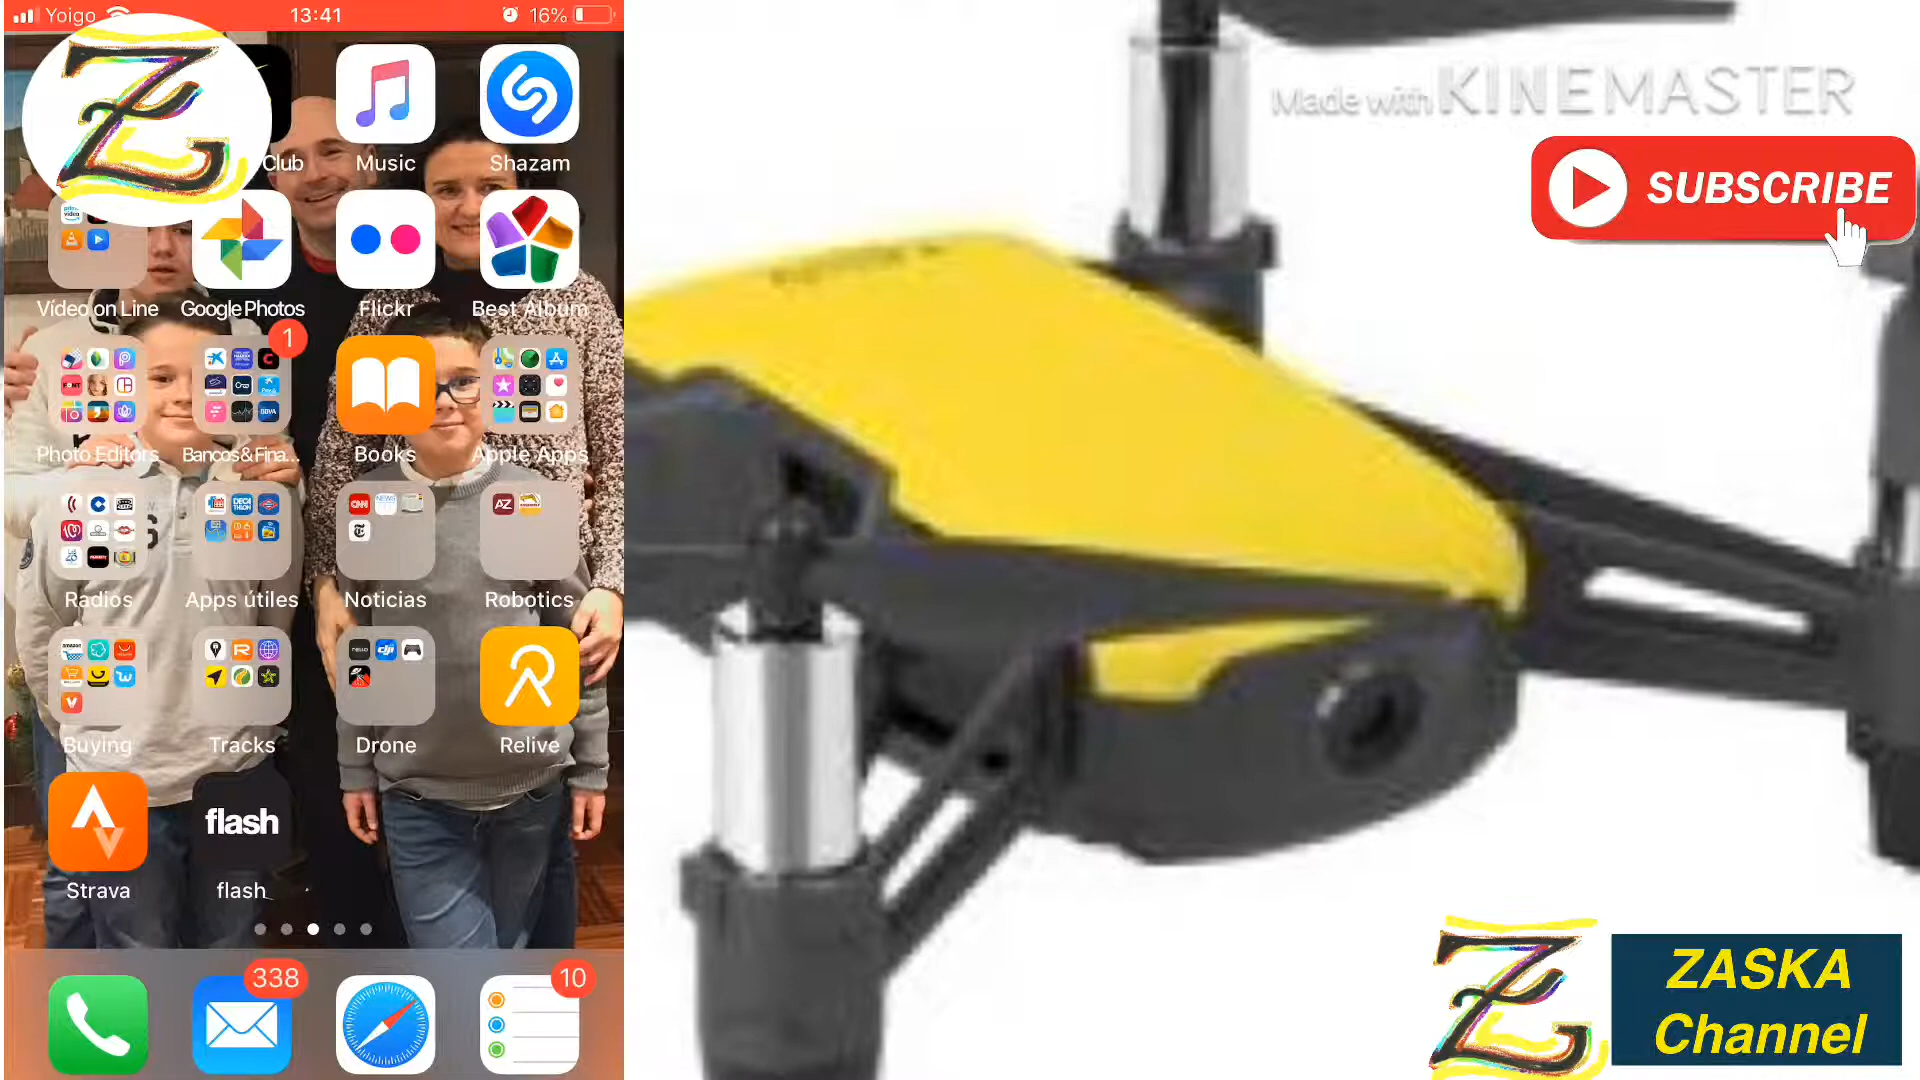 Yoigo
13:41
16%
Club
Music
Shazam
Vídeo on Line
Google Photos
Flickr
Best Album
1
Photo Editors
Bancos&Fina...
Books
Apple Apps
Radios
Apps útiles
Noticias
Robotics
Buying
Tracks
Drone
Relive
flash
Strava
flash
338
10
Made with KINEMASTER
SUBSCRIBE
ZASKA
Channel